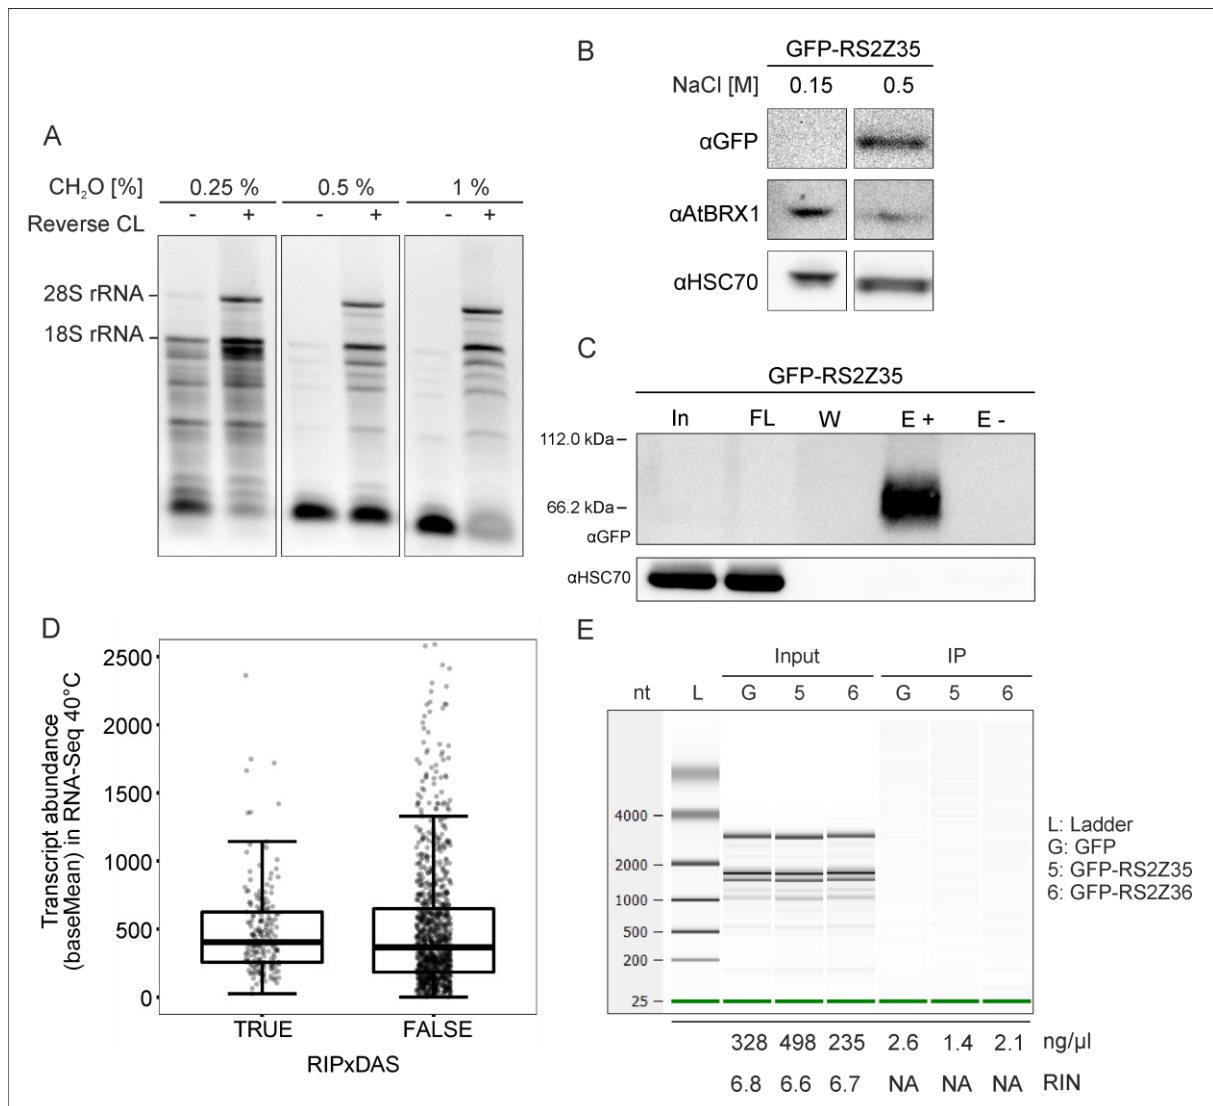 A
CH₂O [%] 0.25 % 0.5 % 1 %
Reverse CL - + - + - +
28S rRNA
18S rRNA
B
GFP-RS2Z35
NaCl [M] 0.15 0.5
αGFP
αAtBRX1
αHSC70
C
GFP-RS2Z35
In FL W E + E -
112.0 kDa
66.2 kDa
αGFP
αHSC70
D
Transcript abundance
(baseMean) in RNA-Seq 40°C
2500
2000
1500
1000
500
0
TRUE FALSE
RIPxDAS
E
Input IP
nt L G 5 6 G 5 6
4000
2000
1000
500
200
25
L: Ladder
G: GFP
5: GFP-RS2Z35
6: GFP-RS2Z36
328 498 235 2.6 1.4 2.1 ng/µl
6.8 6.6 6.7 NA NA NA RIN